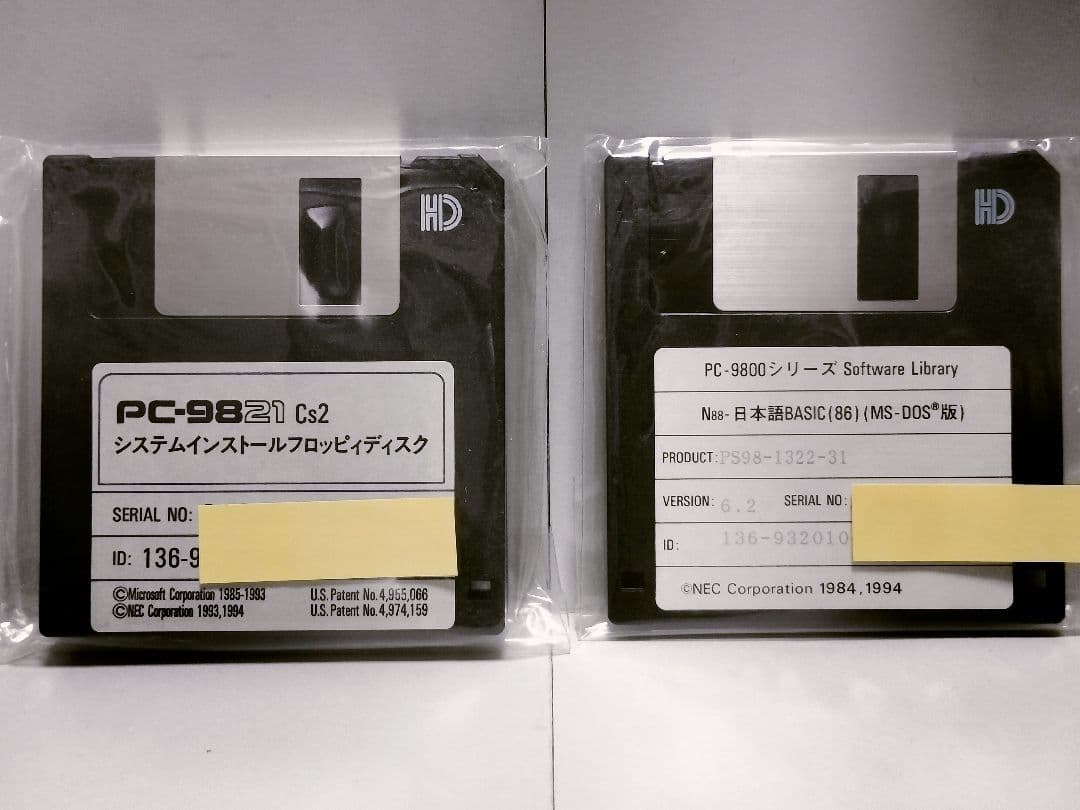 HD
PC-9821 Cs2
システムインストールフロッピィディスク
SERIAL NO:
ID: 136-9
©Microsoft Corporation 1985-1993 U.S. Patent No. 4,955,066
©NEC Corporation 1993,1994 U.S. Patent No. 4,974,159
HD
PC-9800シリーズ Software Library
N88-日本語BASIC(86)(MS-DOS®版)
PRODUCT: PS98-1322-31
VERSION: 6.2 SERIAL NO:
ID: 136-932010
©NEC Corporation 1984,1994